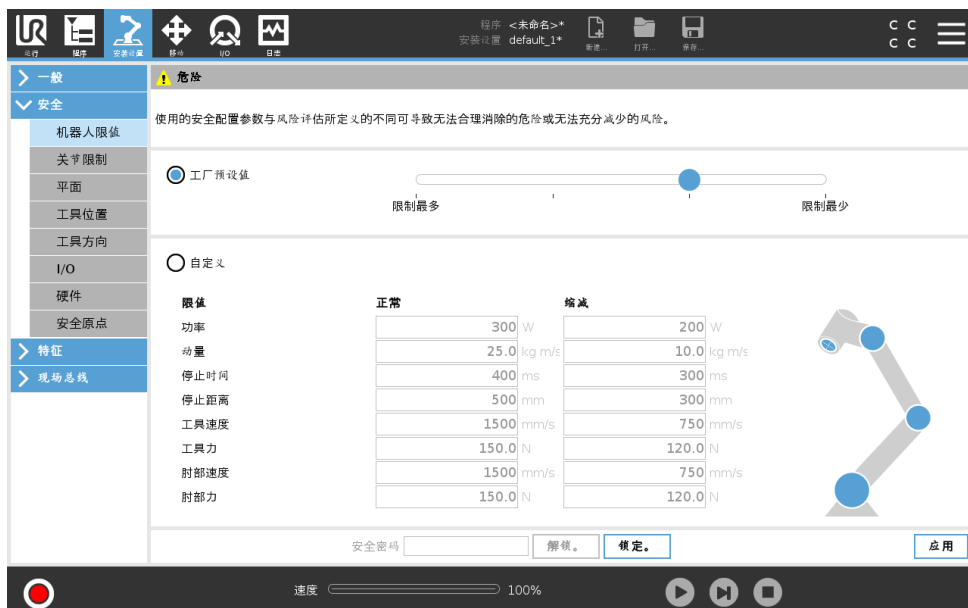 程序 <未命名>*
安装设置 default_1*
新建...
打开...
保存...
C C
C C
运行
程序
安装设置
移动
I/O
日志
一般
安全
机器人限值
关节限制
平面
工具位置
工具方向
I/O
硬件
安全原点
特征
现场总线
危险
使用的安全配置参数与风险评估所定义的不同可导致无法合理消除的危险或无法充分减少的风险。
工厂预设值
限制最多 限制最少
自定义
限值 正常 缩减
功率 300 W 200 W
动量 25.0 kg m/s 10.0 kg m/s
停止时间 400 ms 300 ms
停止距离 500 mm 300 mm
工具速度 1500 mm/s 750 mm/s
工具力 150.0 N 120.0 N
肘部速度 1500 mm/s 750 mm/s
肘部力 150.0 N 120.0 N
安全密码 解锁。 锁定。 应用
速度 100%